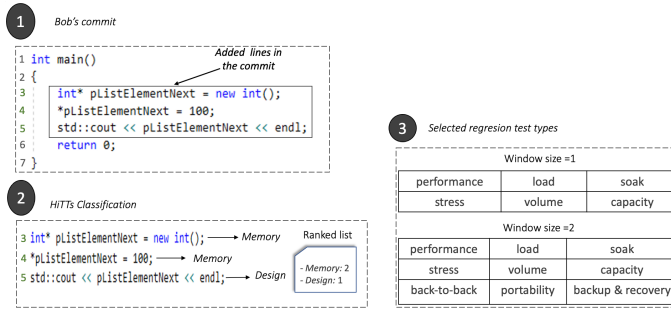 1
Bob's commit
Added lines in
the commit
1 int main()
2 {
3 int* pListElementNext = new int();
4 *pListElementNext = 100;
5 std::cout << pListElementNext << endl;
6 return 0;
7 }
2
HiTTs Classification
3 int* pListElementNext = new int(); Memory
4 *pListElementNext = 100; Memory
5 std::cout << pListElementNext << endl; Design
Ranked list
- Memory: 2
- Design: 1
3
Selected regresion test types
Window size =1
performance load soak
stress volume capacity
Window size =2
performance load soak
stress volume capacity
back-to-back portability backup & recovery